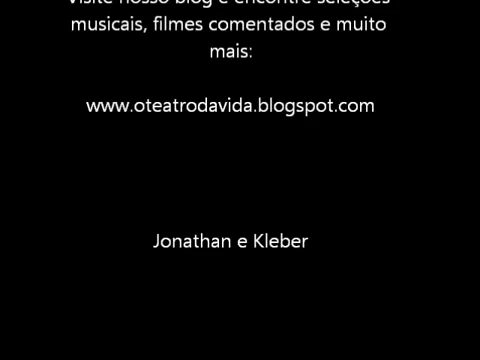 Visite nosso blog e encontre seleções
musicais, filmes comentados e muito
mais:
www.oteatrodavida.blogspot.com
Jonathan e Kleber